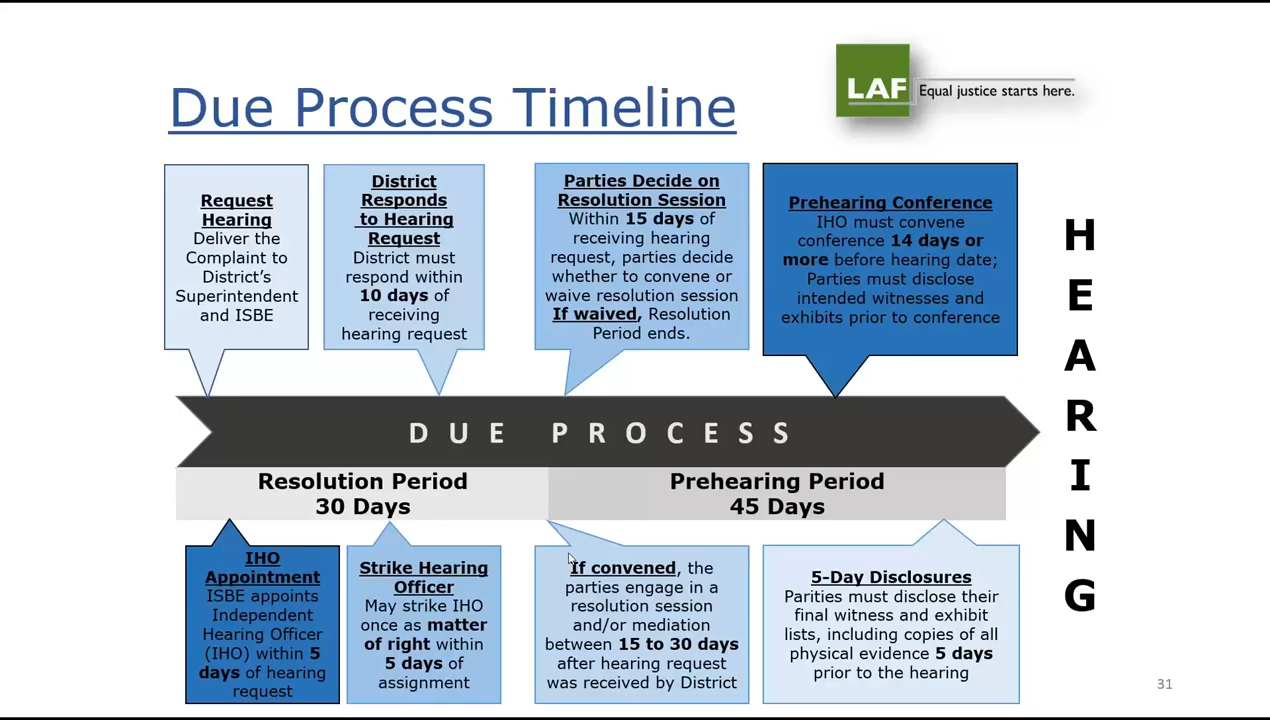 Due Process Timeline
LAF
Equal justice starts here.
Request
Hearing
Deliver the
Complaint to
District's
Superintendent
and ISBE
District
Responds
to Hearing
Request
District must
respond within
10 days of
receiving
hearing request
Parties Decide on
Resolution Session
Within 15 days of
receiving hearing
request, parties decide
whether to convene or
waive resolution session
If waived, Resolution
Period ends.
Prehearing Conference
IHO must convene
conference 14 days or
more before hearing date;
Parties must disclose
intended witnesses and
exhibits prior to conference
DUE PROCESS
Resolution Period
30 Days
Prehearing Period
45 Days
IHO
Appointment
ISBE appoints
Independent
Hearing Officer
(IHO) within 5
days of hearing
request
Strike Hearing
Officer
May strike IHO
once as matter
of right within
5 days of
assignment
If convened, the
parties engage in a
resolution session
and/or mediation
between 15 to 30 days
after hearing request
was received by District
5-Day Disclosures
Parities must disclose their
final witness and exhibit
lists, including copies of all
physical evidence 5 days
prior to the hearing
H
E
A
R
I
N
G
31